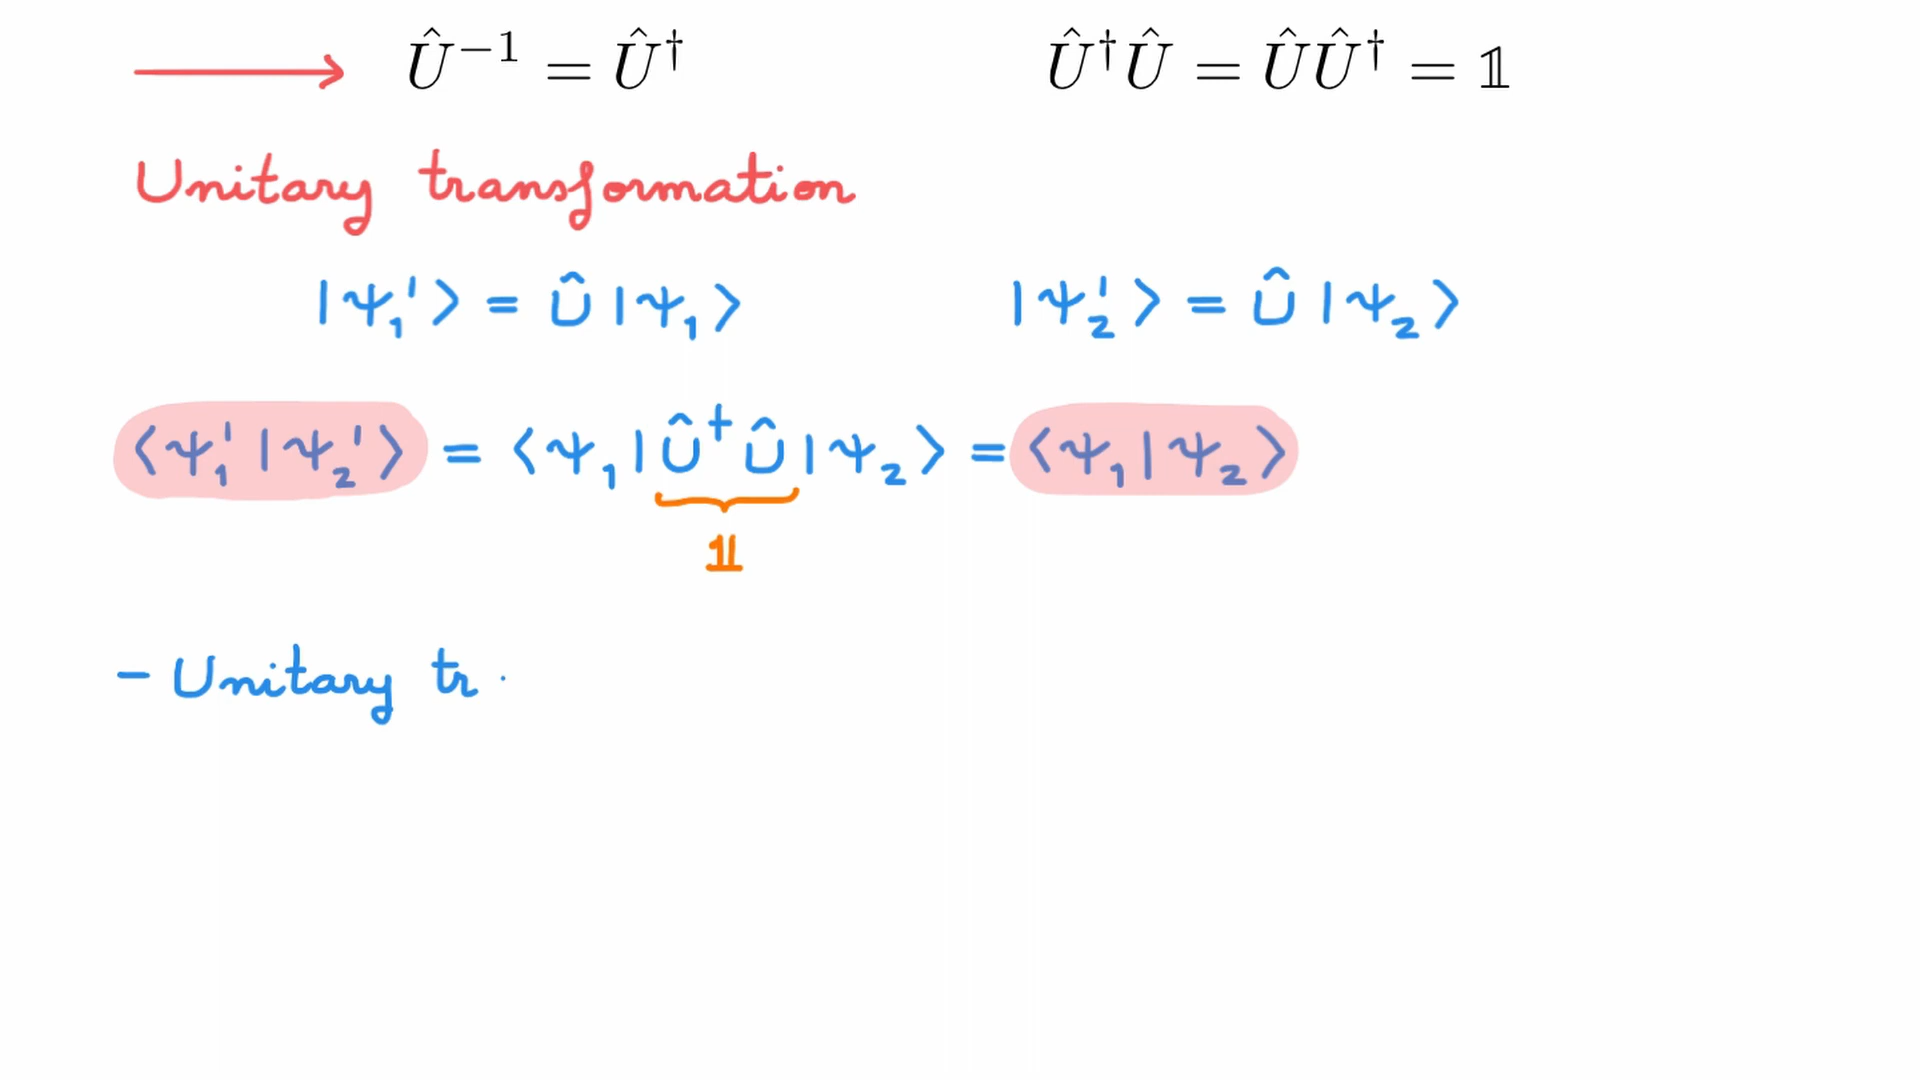 Û⁻¹ = Û† Û†Û = ÛÛ† = 𝟙
Unitary transformation
|ψ₁'⟩ = Û |ψ₁⟩ |ψ₂'⟩ = Û |ψ₂⟩
⟨ψ₁'|ψ₂'⟩ = ⟨ψ₁|Û†Û|ψ₂⟩ = ⟨ψ₁|ψ₂⟩
𝟙
- Unitary tr